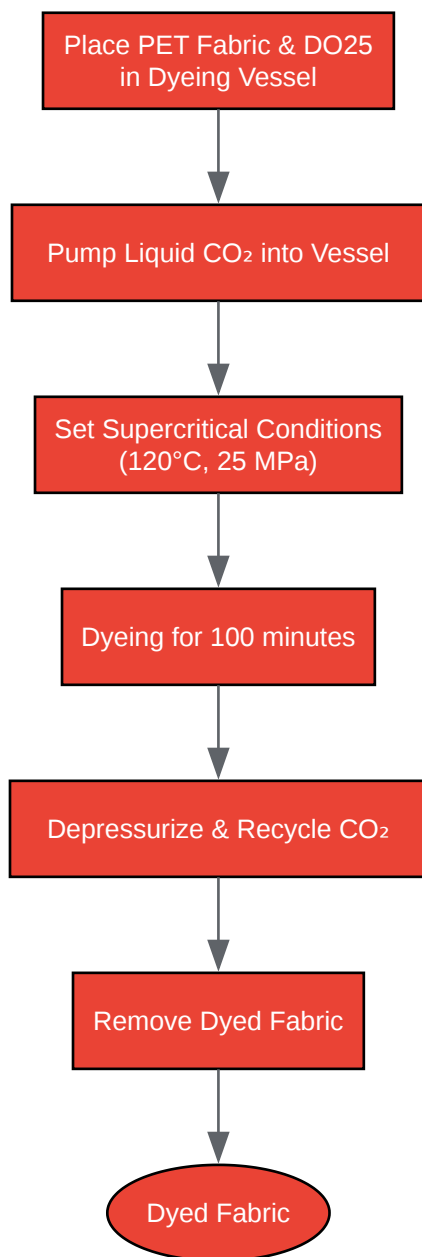 Place PET Fabric & DO25
in Dyeing Vessel
Pump Liquid CO₂ into Vessel
Set Supercritical Conditions
(120°C, 25 MPa)
Dyeing for 100 minutes
Depressurize & Recycle CO₂
Remove Dyed Fabric
Dyed Fabric